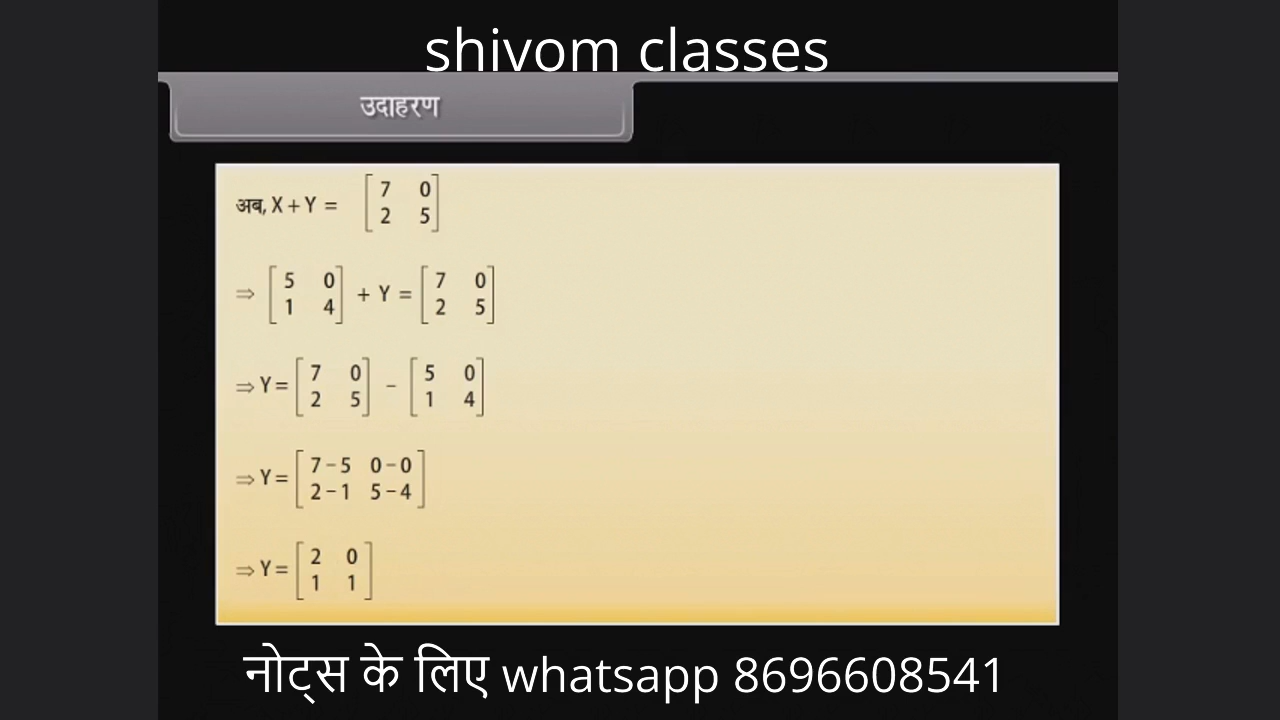 shivom classes
उदाहरण
अब, X + Y = [7 0
2 5]
⇒ [5 0
1 4] + Y = [7 0
2 5]
⇒ Y = [7 0
2 5] – [5 0
1 4]
⇒ Y = [7 – 5 0 – 0
2 – 1 5 – 4]
⇒ Y = [2 0
1 1]
नोट्स के लिए whatsapp 8696608541